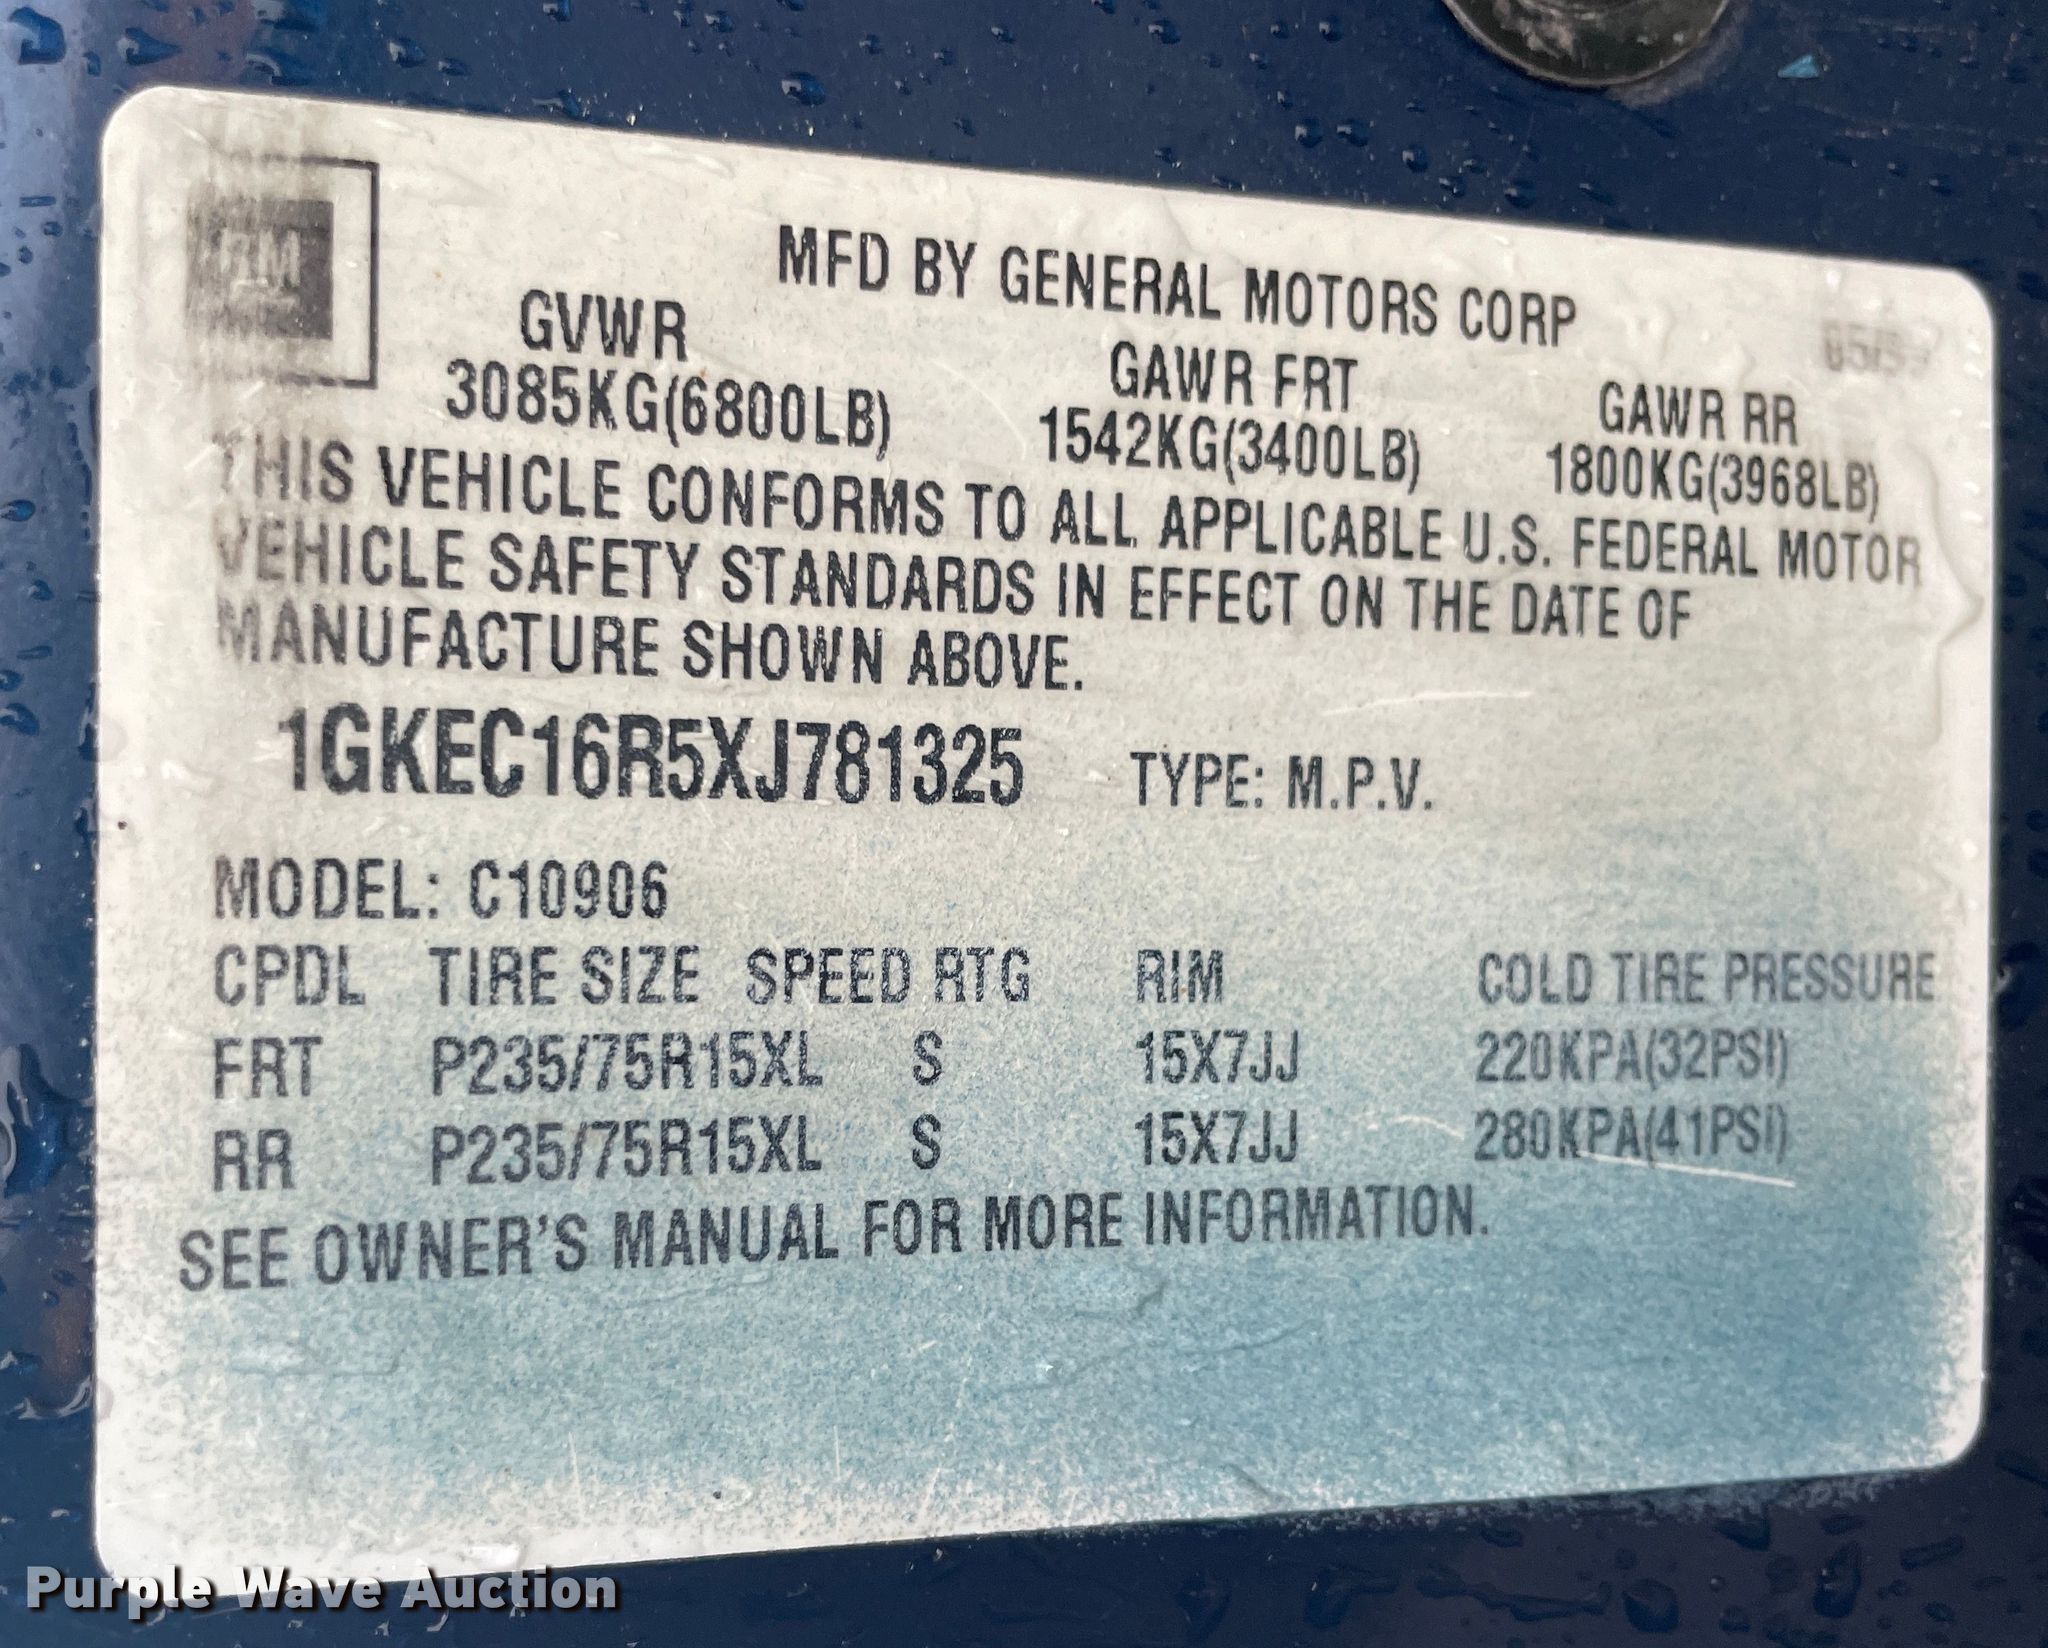 GM
MFD BY GENERAL MOTORS CORP
GVWR GAWR FRT GAWR RR
3085KG(6800LB) 1542KG(3400LB) 1800KG(3968LB)
THIS VEHICLE CONFORMS TO ALL APPLICABLE U.S. FEDERAL MOTOR
VEHICLE SAFETY STANDARDS IN EFFECT ON THE DATE OF
MANUFACTURE SHOWN ABOVE.
1GKEC16R5XJ781325 TYPE: M.P.V.
MODEL: C10906
CPDL TIRE SIZE SPEED RTG RIM COLD TIRE PRESSURE
FRT P235/75R15XL S 15X7JJ 220KPA(32PSI)
RR P235/75R15XL S 15X7JJ 280KPA(41PSI)
SEE OWNER'S MANUAL FOR MORE INFORMATION.
Purple Wave Auction